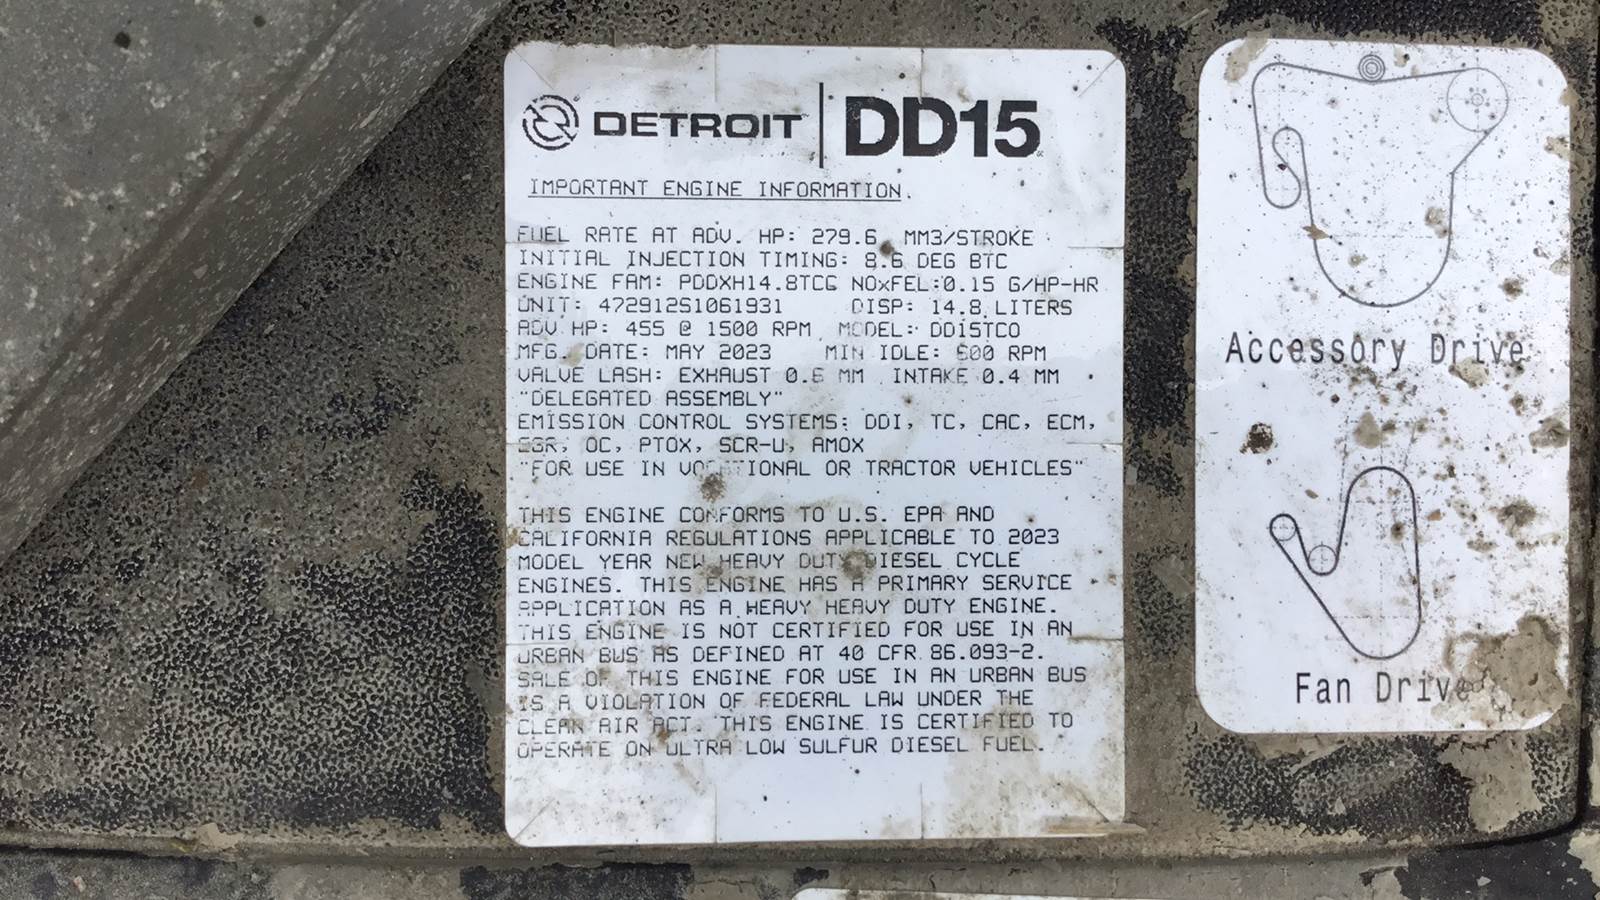 DETROIT DD15
IMPORTANT ENGINE INFORMATION.
FUEL RATE AT ADV. HP: 279.6 MM3/STROKE
INITIAL INJECTION TIMING: 8.6 DEG BTC
ENGINE FAM: PDDXH14.8TCC NOxFEL:0.15 G/HP-HR
UNIT: 472912S1061931 DISP: 14.8 LITERS
ADV HP: 455 @ 1500 RPM MODEL: DD15TCO
MFG. DATE: MAY 2023 MIN IDLE: 600 RPM
VALVE LASH: EXHAUST MM INTAKE 0.4 MM
"DELEGATED ASSEMBLY"
EMISSION CONTROL SYSTEMS: DDI, TC, CAC, ECM,
EGR, OC, PTOX, SCR-U, AMOX
"FOR USE IN VOCATIONAL OR TRACTOR VEHICLES"
THIS ENGINE CONFORMS TO U.S. EPA AND
CALIFORNIA REGULATIONS APPLICABLE TO 2023
MODEL YEAR NEW HEAVY DUTY DIESEL CYCLE
ENGINES. THIS ENGINE HAS A PRIMARY SERVICE
APPLICATION AS A HEAVY HEAVY DUTY ENGINE.
THIS ENGINE IS NOT CERTIFIED FOR USE IN AN
URBAN BUS AS DEFINED AT 40 CFR 86.093-2.
SALE OF THIS ENGINE FOR USE IN AN URBAN BUS
IS A VIOLATION OF FEDERAL LAW UNDER THE
CLEAN AIR ACT. THIS ENGINE IS CERTIFIED TO
OPERATE ON ULTRA LOW SULFUR DIESEL FUEL.
Accessory Drive
Fan Drive